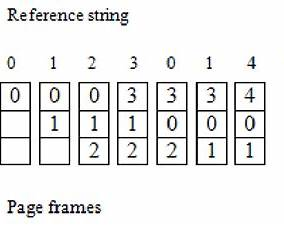 Reference string
0 1 2 3 0 1 4
0 0 0 3 3 3 4
1 1 1 0 0 0
2 2 2 1 1
Page frames